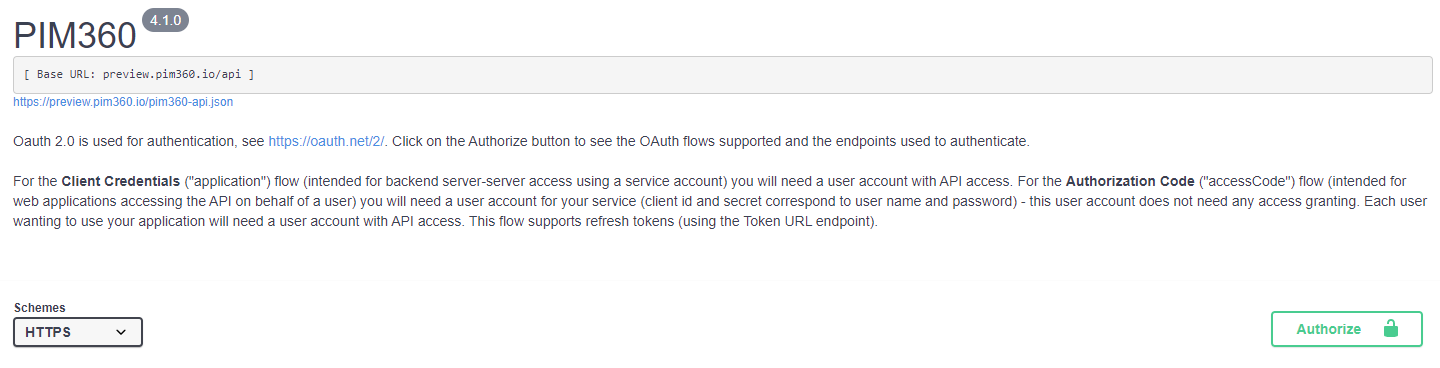 PIM360 4.1.0
[ Base URL: preview.pim360.io/api ]
https://preview.pim360.io/pim360-api.json
Oauth 2.0 is used for authentication, see https://oauth.net/2/. Click on the Authorize button to see the OAuth flows supported and the endpoints used to authenticate.
For the Client Credentials ("application") flow (intended for backend server-server access using a service account) you will need a user account with API access. For the Authorization Code ("accessCode") flow (intended for
web applications accessing the API on behalf of a user) you will need a user account for your service (client id and secret correspond to user name and password) - this user account does not need any access granting. Each user
wanting to use your application will need a user account with API access. This flow supports refresh tokens (using the Token URL endpoint).
Schemes
HTTPS
Authorize